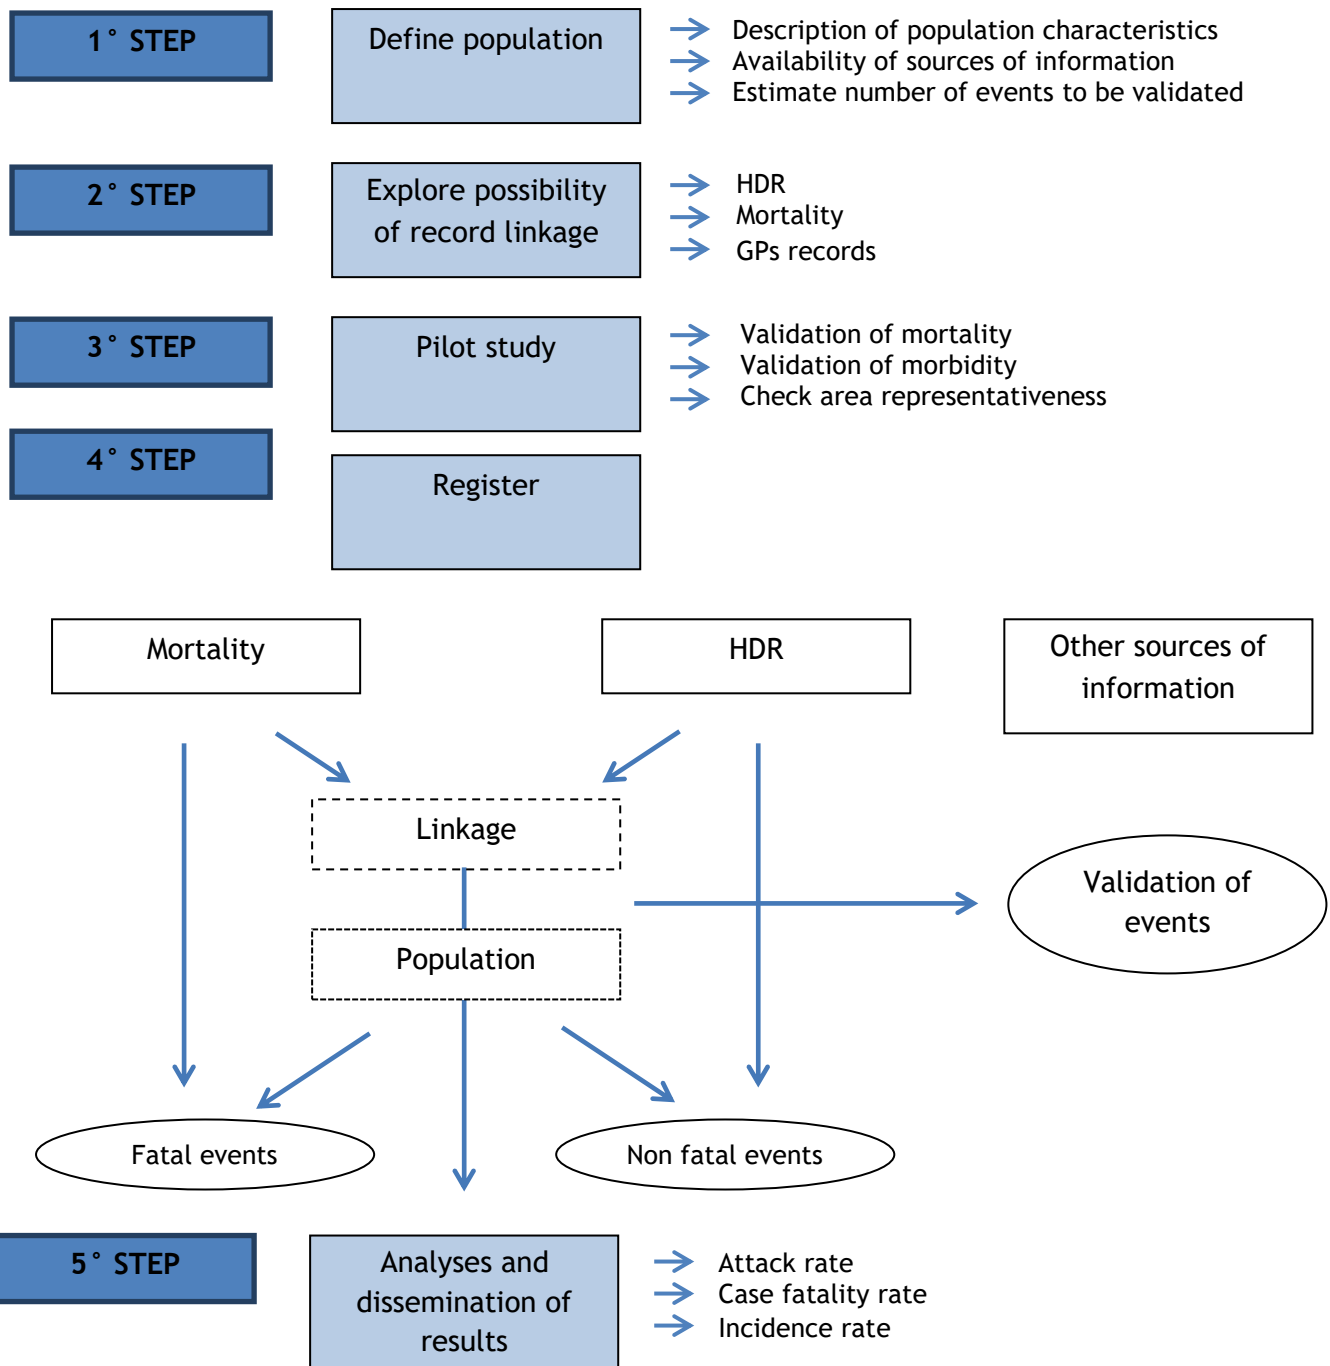 1° STEP
Define population
Description of population characteristics
Availability of sources of information
Estimate number of events to be validated
2° STEP
Explore possibility
of record linkage
HDR
Mortality
GPs records
3° STEP
Pilot study
Validation of mortality
Validation of morbidity
Check area representativeness
4° STEP
Register
Mortality
HDR
Other sources of
information
Linkage
Validation of
events
Population
Fatal events
Non fatal events
5° STEP
Analyses and
dissemination of
results
Attack rate
Case fatality rate
Incidence rate